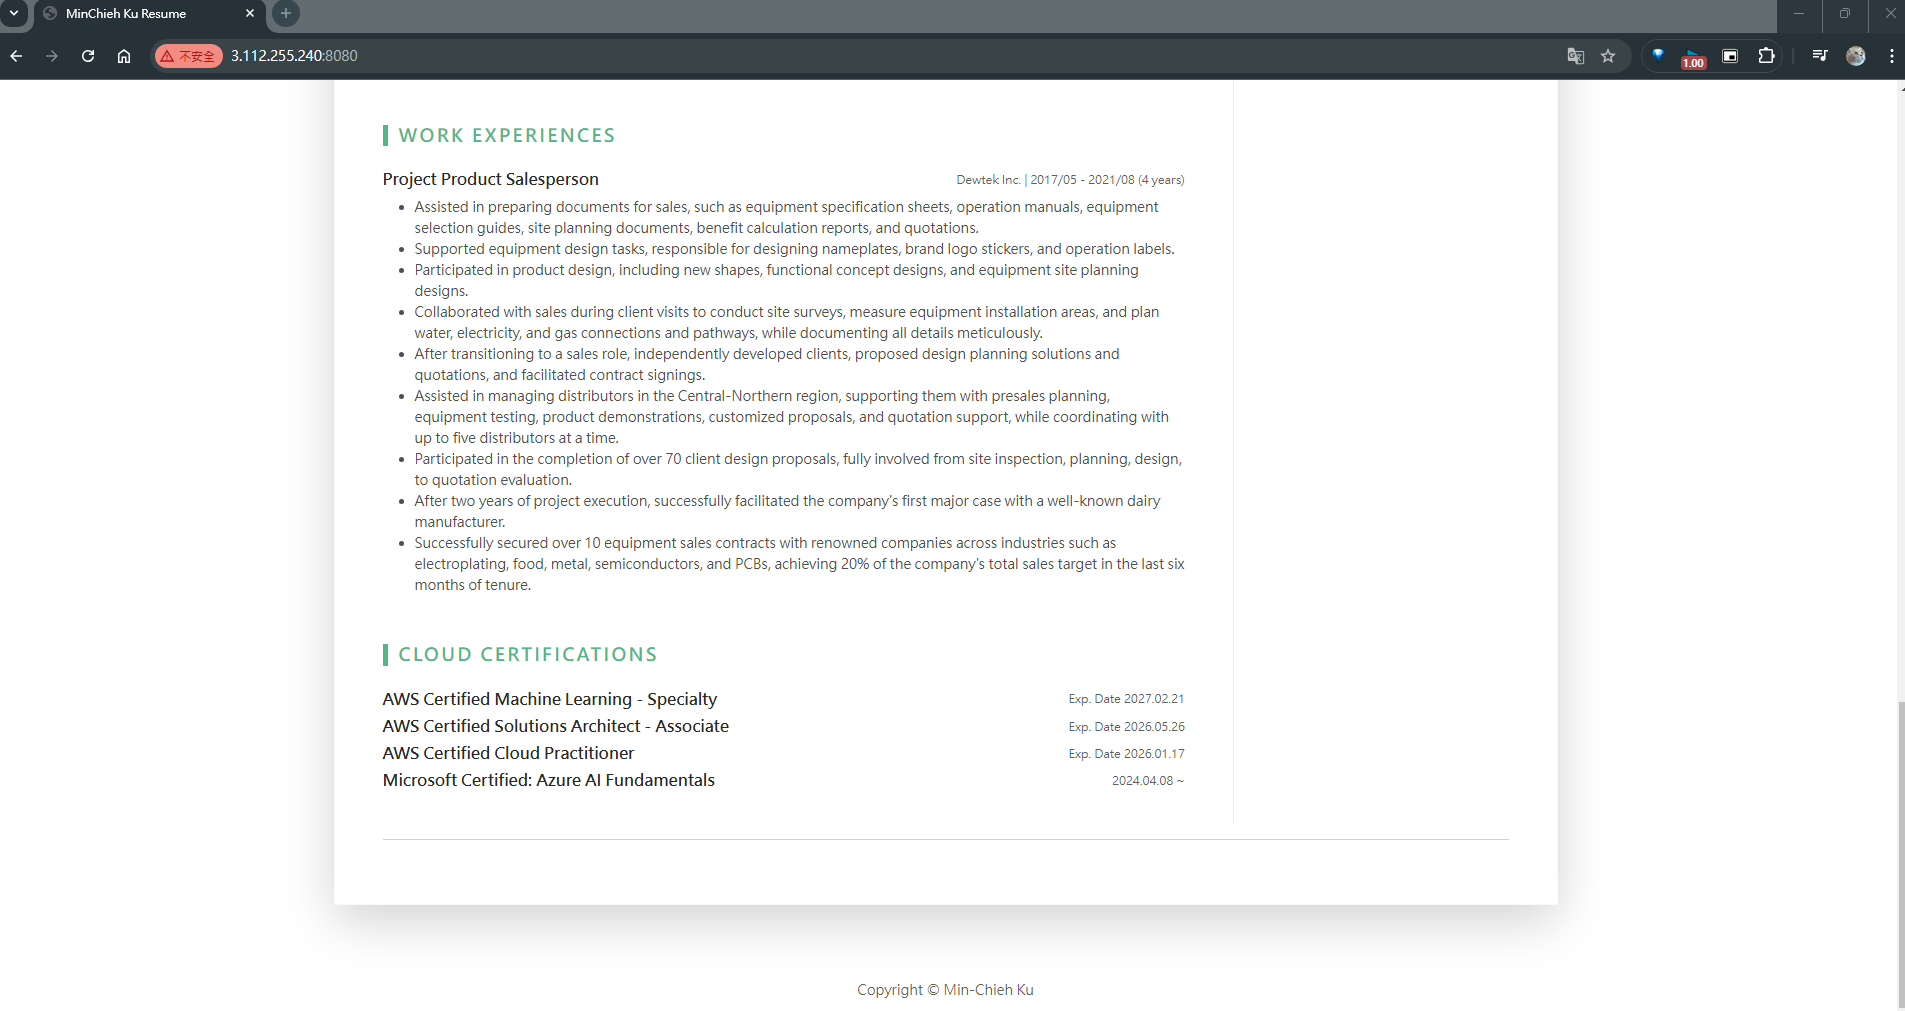 MinChieh Ku Resume
不安全
3.112.255.240:8080
1.00
WORK EXPERIENCES
Project Product Salesperson
Dewtek Inc. | 2017/05 - 2021/08 (4 years)
• Assisted in preparing documents for sales, such as equipment specification sheets, operation manuals, equipment
selection guides, site planning documents, benefit calculation reports, and quotations.
• Supported equipment design tasks, responsible for designing nameplates, brand logo stickers, and operation labels.
• Participated in product design, including new shapes, functional concept designs, and equipment site planning
designs.
• Collaborated with sales during client visits to conduct site surveys, measure equipment installation areas, and plan
water, electricity, and gas connections and pathways, while documenting all details meticulously.
• After transitioning to a sales role, independently developed clients, proposed design planning solutions and
quotations, and facilitated contract signings.
• Assisted in managing distributors in the Central-Northern region, supporting them with presales planning,
equipment testing, product demonstrations, customized proposals, and quotation support, while coordinating with
up to five distributors at a time.
• Participated in the completion of over 70 client design proposals, fully involved from site inspection, planning, design,
to quotation evaluation.
• After two years of project execution, successfully facilitated the company's first major case with a well-known dairy
manufacturer.
• Successfully secured over 10 equipment sales contracts with renowned companies across industries such as
electroplating, food, metal, semiconductors, and PCBs, achieving 20% of the company's total sales target in the last six
months of tenure.
CLOUD CERTIFICATIONS
AWS Certified Machine Learning - Specialty
Exp. Date 2027.02.21
AWS Certified Solutions Architect - Associate
Exp. Date 2026.05.26
AWS Certified Cloud Practitioner
Exp. Date 2026.01.17
Microsoft Certified: Azure AI Fundamentals
2024.04.08 ~
Copyright © Min-Chieh Ku